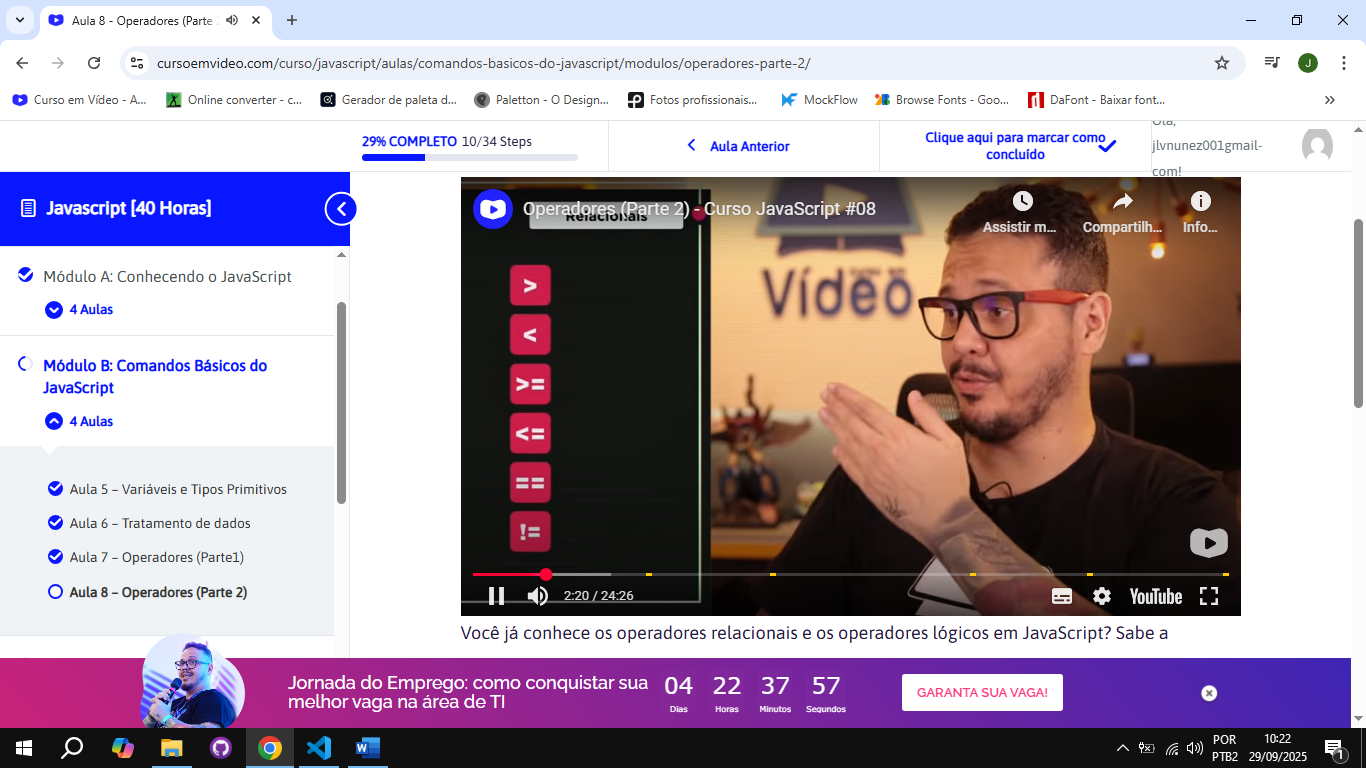 Aula 8 - Operadores (Parte 2
cursoemvideo.com/curso/javascript/aulas/comandos-basicos-do-javascript/modulos/operadores-parte-2/
J
Curso em Vídeo - A...
Online converter - c...
Gerador de paleta d...
Paletton - O Design...
Fotos profissionais...
MockFlow
Browse Fonts - Goo...
DaFont - Baixar font...
29% COMPLETO 10/34 Steps
Aula Anterior
Clique aqui para marcar como
concluído
Olá,
jlvnunez001gmail-
com!
Javascript [40 Horas]
Módulo A: Conhecendo o JavaScript
4 Aulas
Módulo B: Comandos Básicos do
JavaScript
4 Aulas
Aula 5 – Variáveis e Tipos Primitivos
Aula 6 – Tratamento de dados
Aula 7 – Operadores (Parte1)
Aula 8 – Operadores (Parte 2)
Operadores (Parte 2) - Curso JavaScript #08
Assistir m...
Compartilh...
Info...
Relacionais
>
<
>=
<=
==
!=
Vídeo
2:20 / 24:26
YouTube
Você já conhece os operadores relacionais e os operadores lógicos em JavaScript? Sabe a
Jornada do Emprego: como conquistar sua
melhor vaga na área de TI
04 22 37 57
Dias Horas Minutos Segundos
GARANTA SUA VAGA!
POR
PTB2
10:22
29/09/2025
1